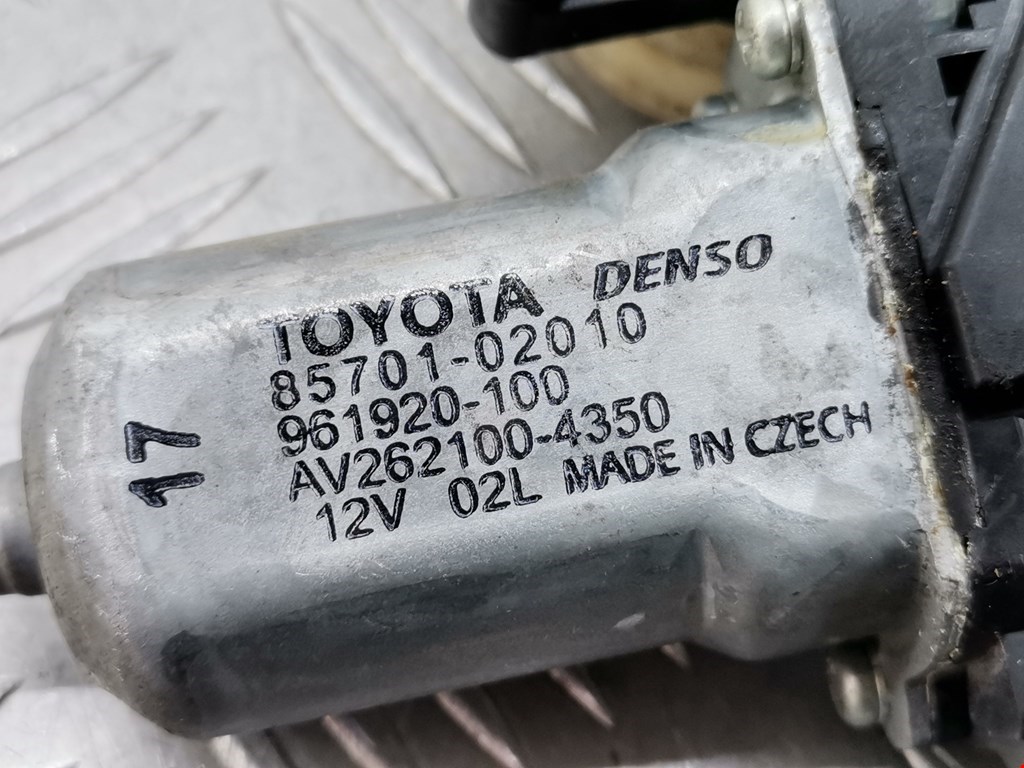 TOYOTA DENSO
85701-02010
961920-100
AV262100-4350
12V 02L MADE IN CZECH
17